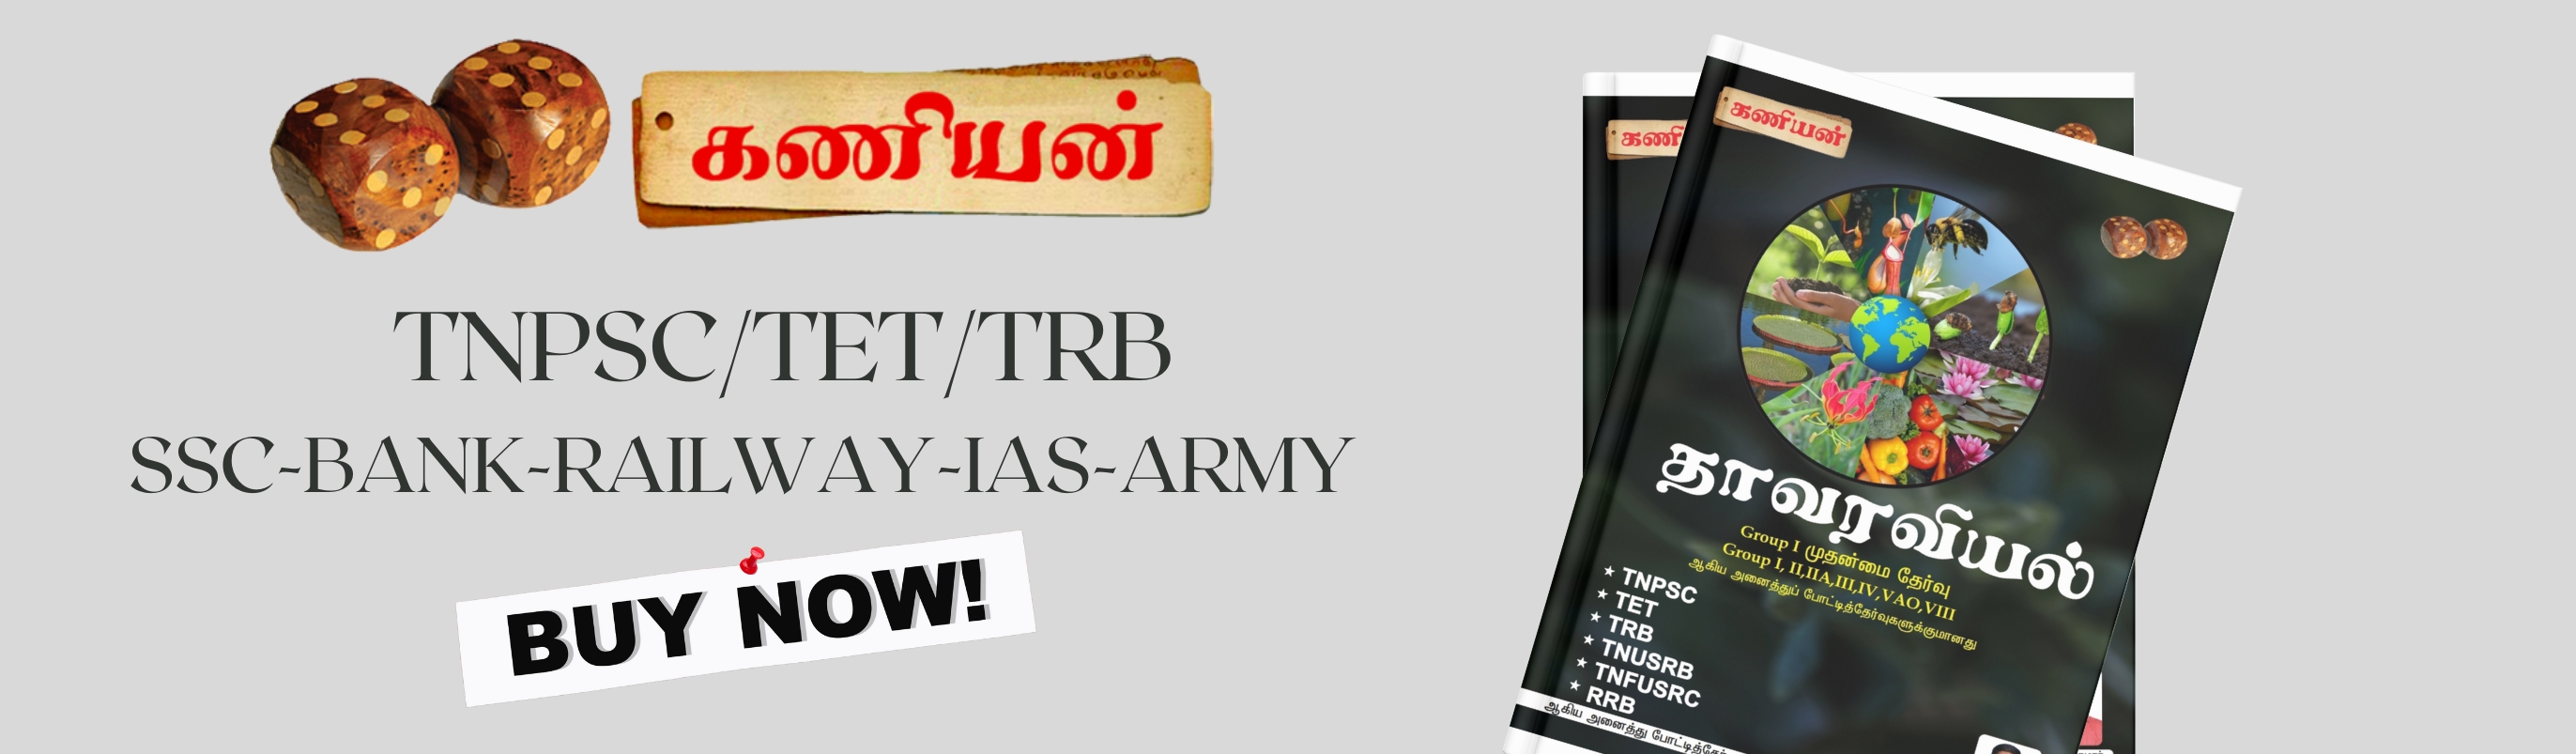 கணியன்
TNPSC/TET/TRB
SSC-BANK-RAILWAY-IAS-ARMY
BUY NOW!
கணி
கணியன்
தாவரவியல்
Group I முதன்மை தேர்வு
Group I, II,IIA,III,IV,VAO,VIII
ஆகிய அனைத்துப் போட்டித்தேர்வுகளுக்குமானது
★ TNPSC
★ TET
★ TRB
★ TNUSRB
★ TNFUSRC
★ RRB
ஆகிய அனைத்து